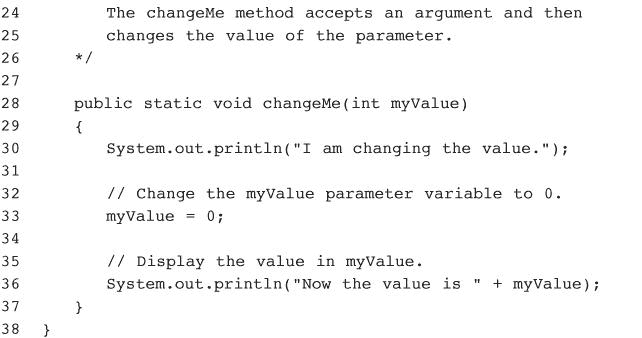 24         The changeMe method accepts an argument and then
25         changes the value of the parameter.
26      */
27
28      public static void changeMe(int myValue)
29      {
30         System.out.println("I am changing the value.");
31
32         // Change the myValue parameter variable to 0.
33         myValue = 0;
34
35         // Display the value in myValue.
36         System.out.println("Now the value is " + myValue);
37      }
38   }